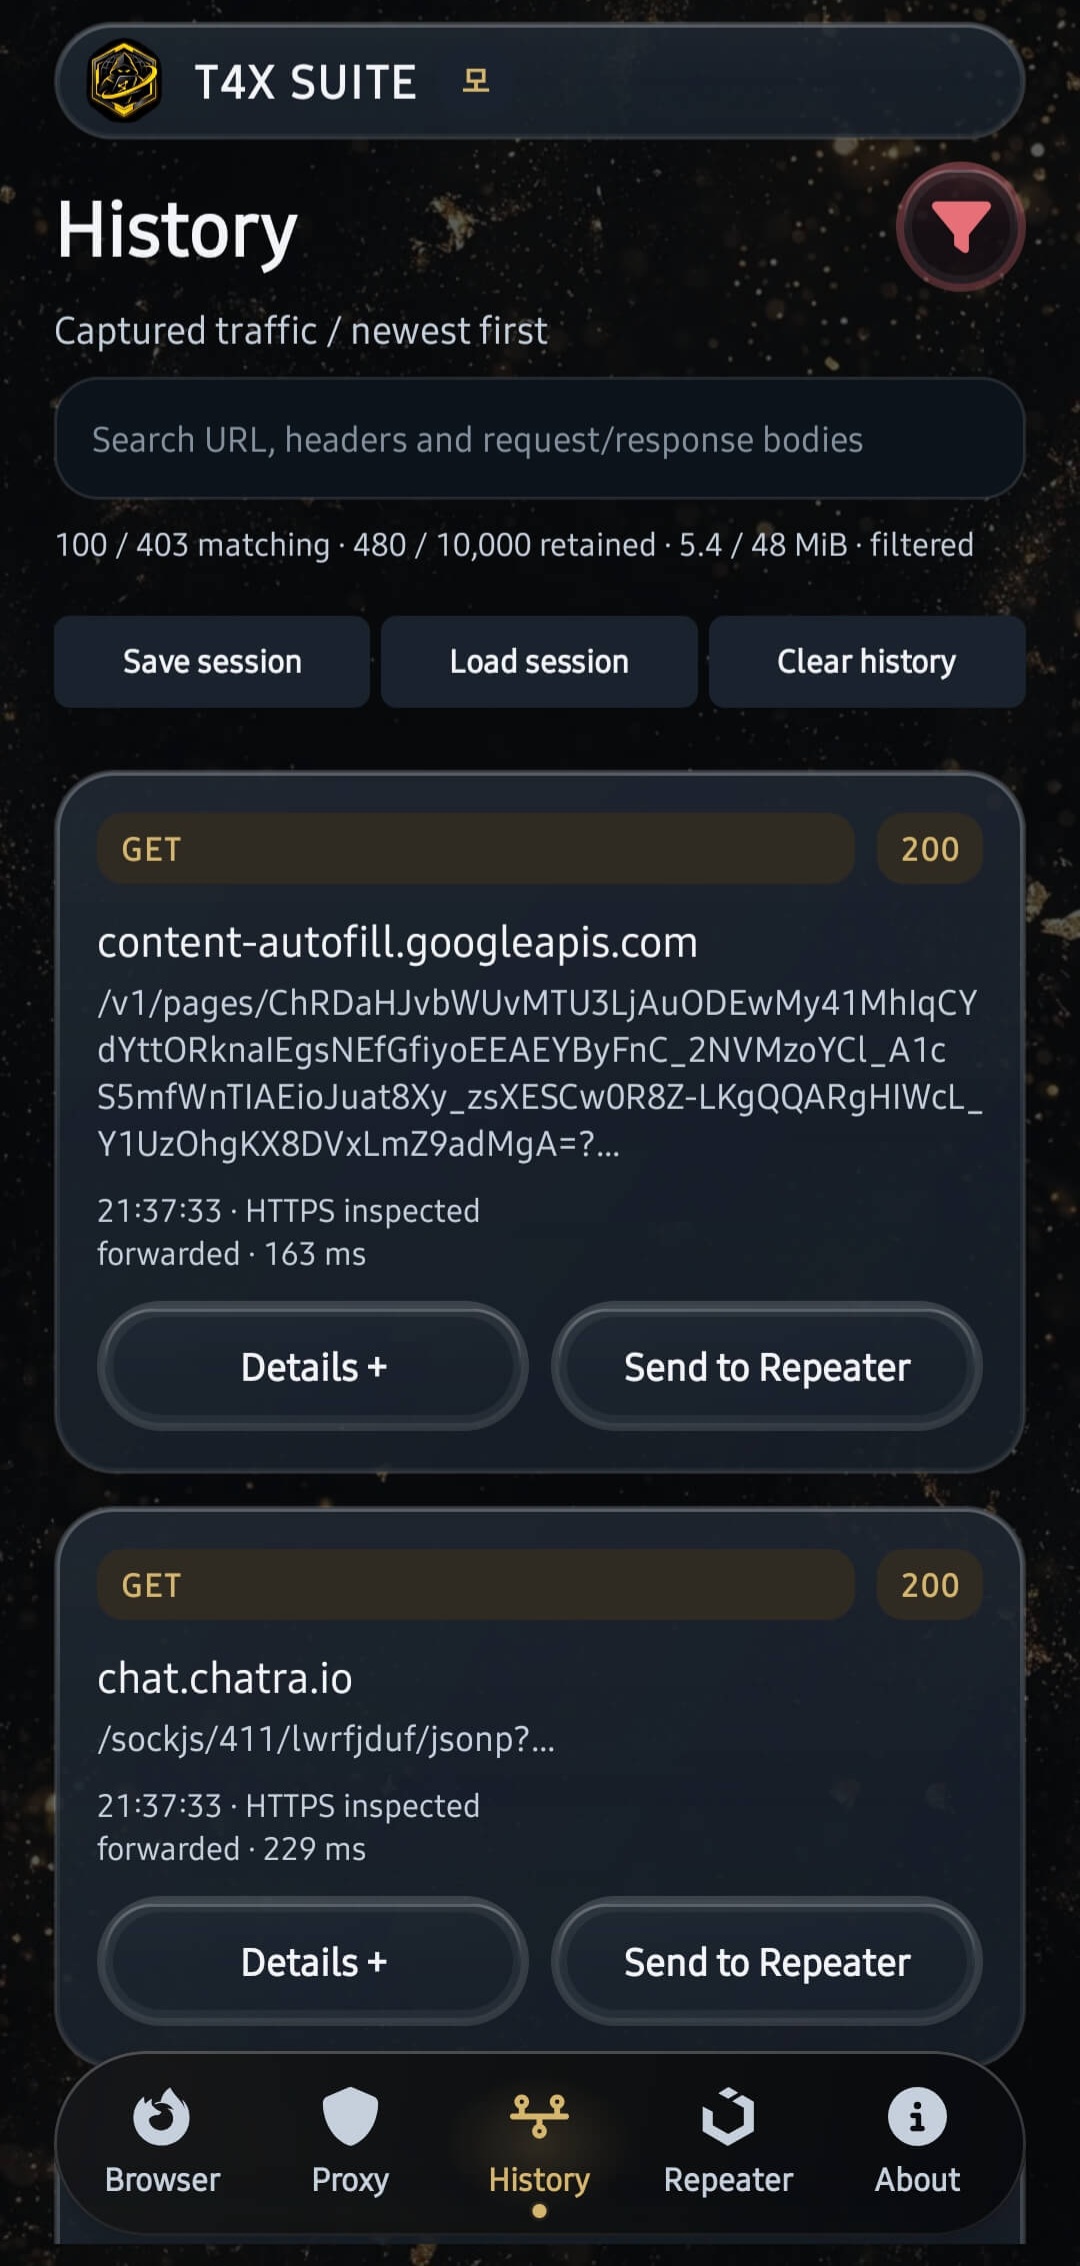 T4X SUITE 모
History
Captured traffic / newest first
Search URL, headers and request/response bodies
100 / 403 matching · 480 / 10,000 retained · 5.4 / 48 MiB · filtered
Save session
Load session
Clear history
GET
200
content-autofill.googleapis.com
/v1/pages/ChRDaHJvbWUvMTU3LjAuODEwMy41MhIqCY
dYttORknaIEgsNEfGfiyoEEAEYByFnC_2NVMzoYCl_A1c
S5mfWnTIAEioJuat8Xy_zsXESCw0R8Z-LKgQQARgHIWcL_
Y1UzOhgKX8DVxLmZ9adMgA=?...
21:37:33 · HTTPS inspected
forwarded · 163 ms
Details +
Send to Repeater
GET
200
chat.chatra.io
/sockjs/411/lwrfjduf/jsonp?...
21:37:33 · HTTPS inspected
forwarded · 229 ms
Details +
Send to Repeater
Browser
Proxy
History
Repeater
About